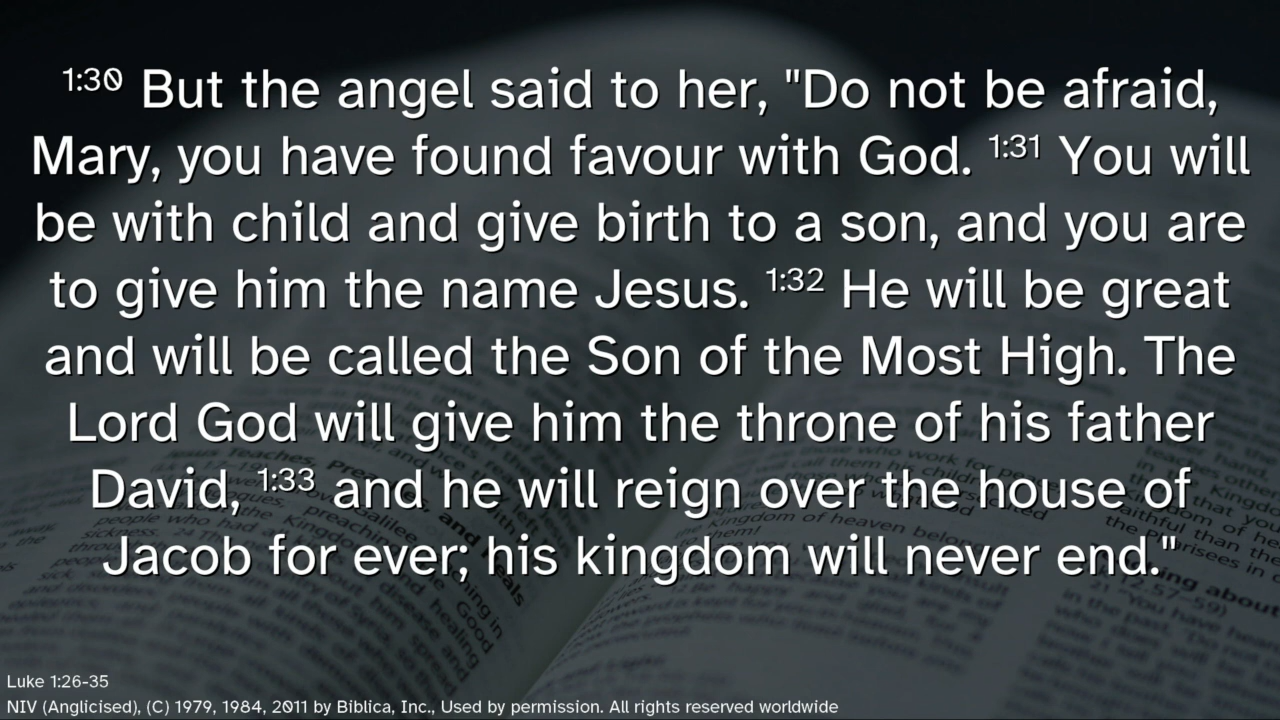 1:30 But the angel said to her, "Do not be afraid,
Mary, you have found favour with God. 1:31 You will
be with child and give birth to a son, and you are
to give him the name Jesus. 1:32 He will be great
and will be called the Son of the Most High. The
Lord God will give him the throne of his father
David, 1:33 and he will reign over the house of
Jacob for ever; his kingdom will never end."
Luke 1:26-35
NIV (Anglicised), (C) 1979, 1984, 2011 by Biblica, Inc., Used by permission. All rights reserved worldwide